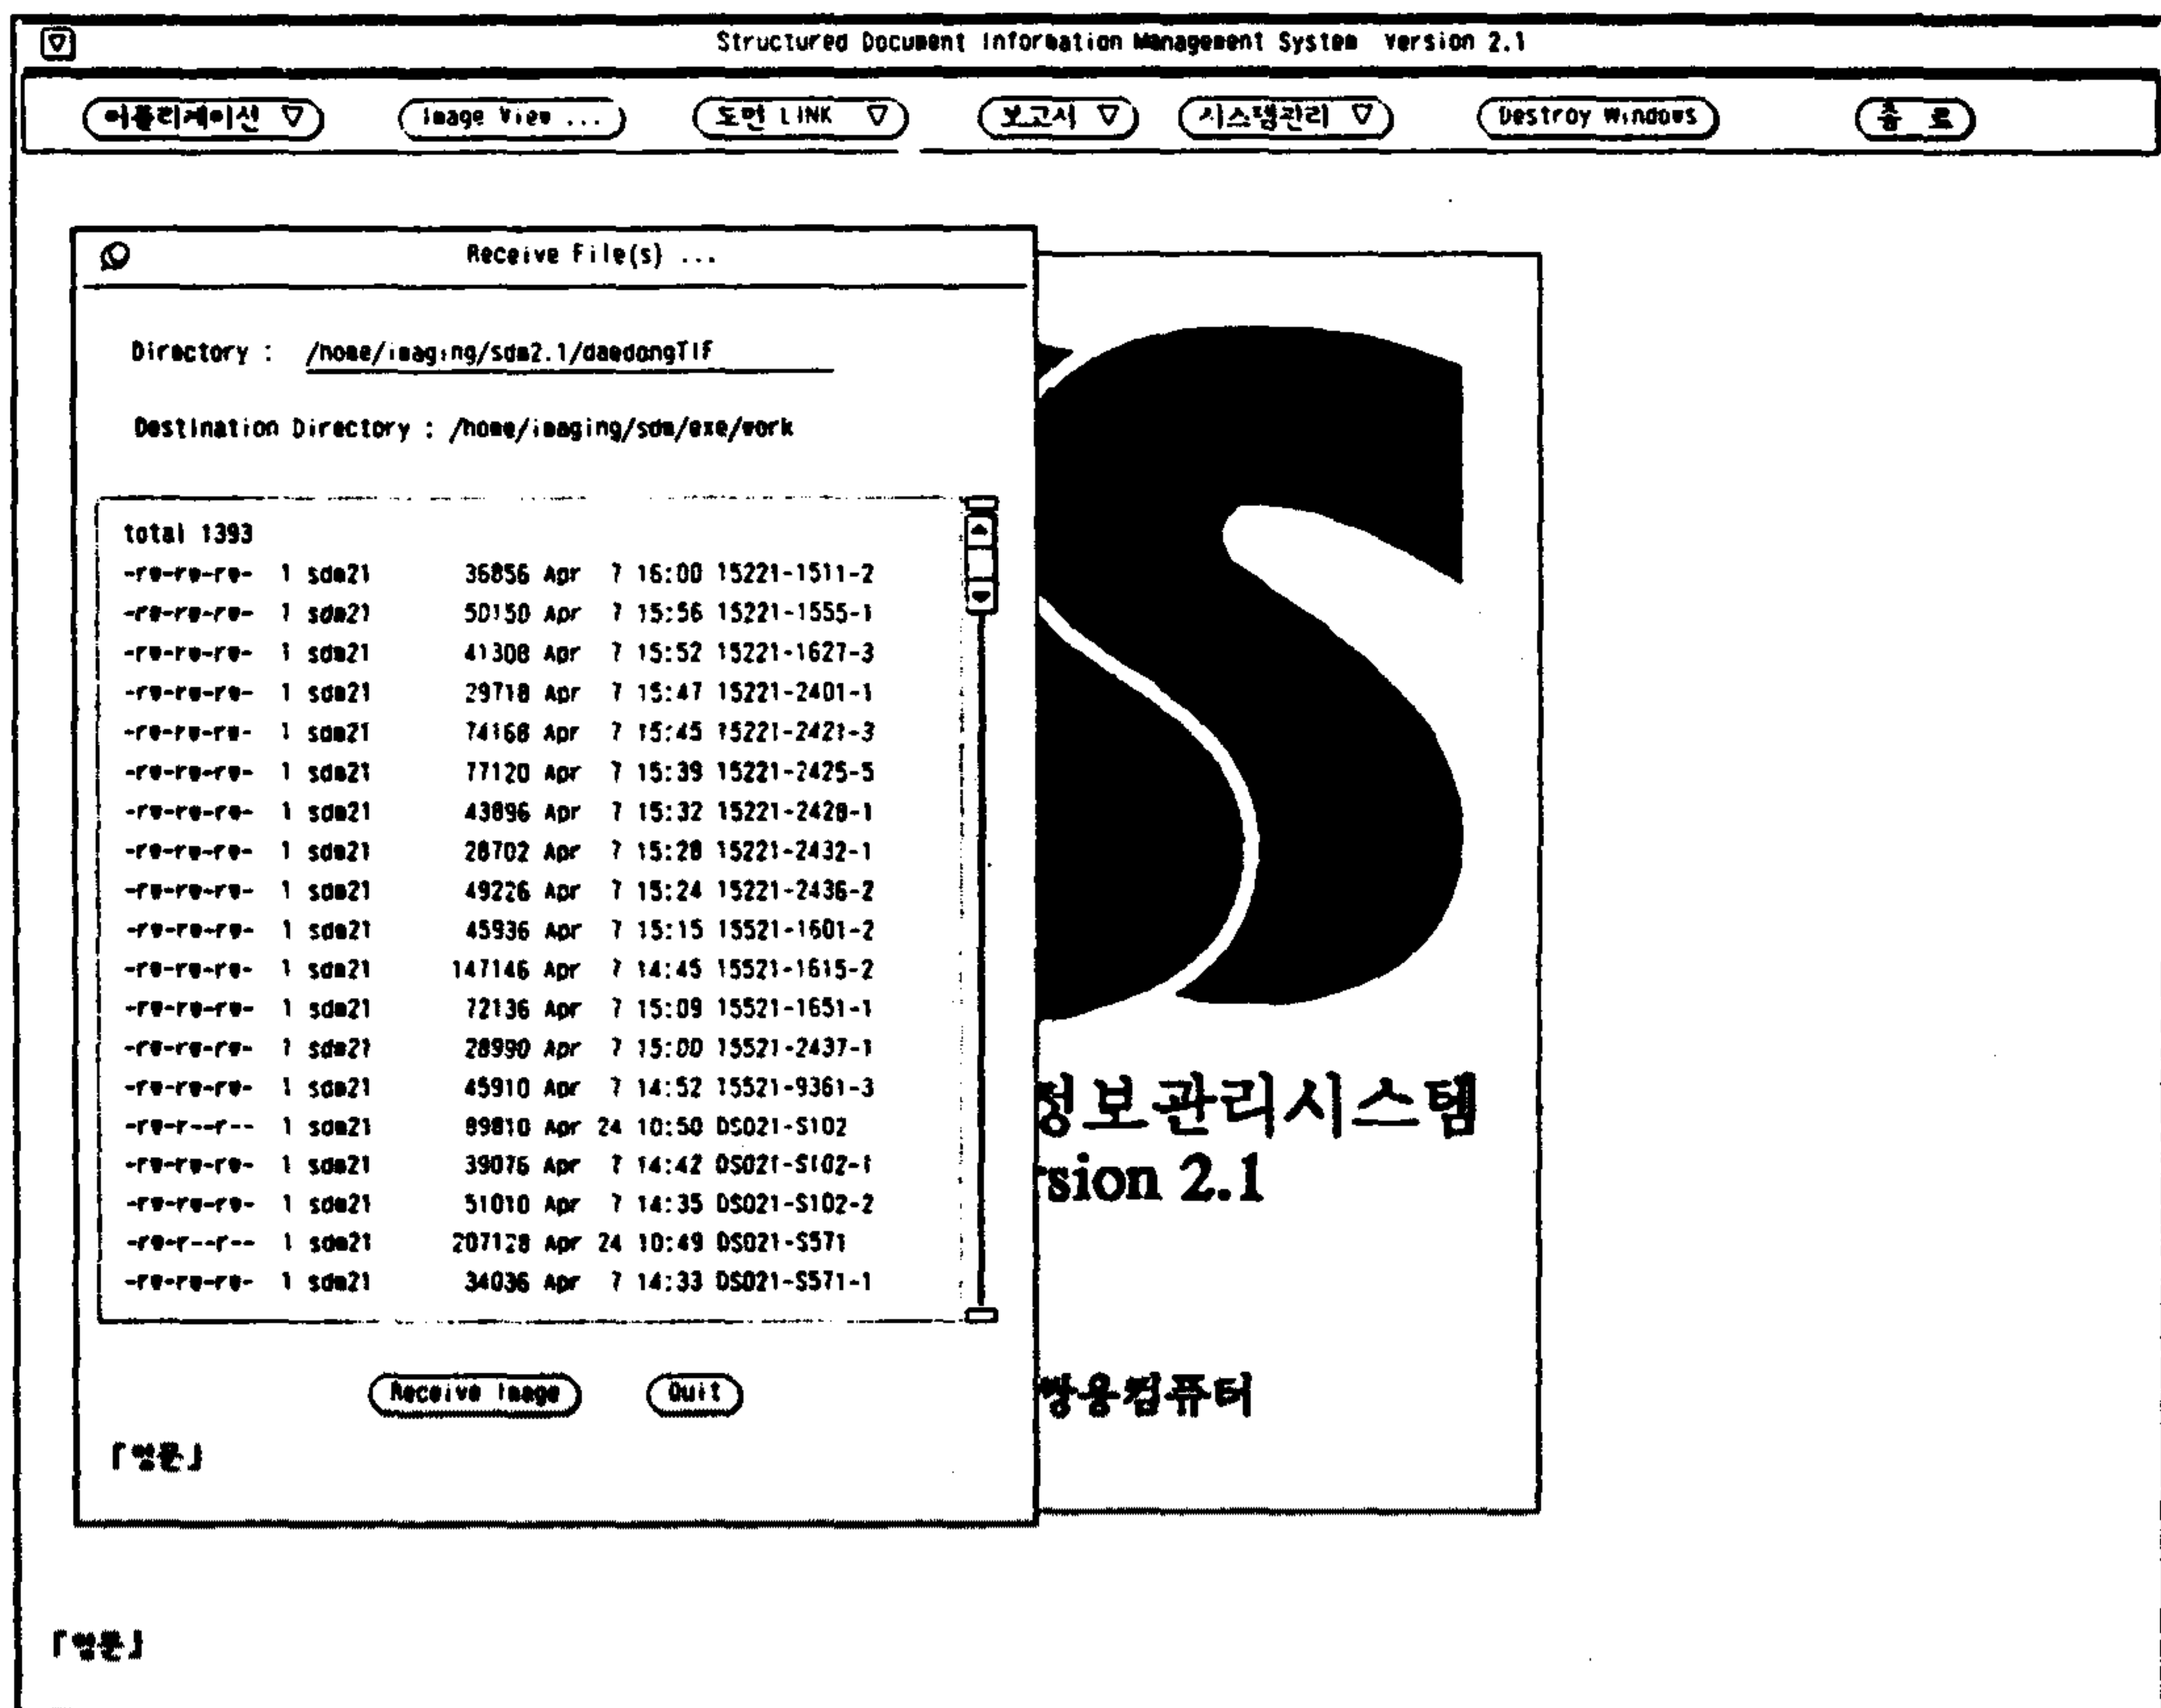 Structured Document Information Management System Version 2.1
어플리케이션 Image View ... 도면 LINK 보고서 시스템관리 Destroy Windows 종 료
Receive File(s) ...
Directory : /home/imaging/sdm2.1/daedongTIF
Destination Directory : /home/imaging/sdm/exe/work
total 1393
-rw-rw-rw- 1 sdm21 36856 Apr 7 16:00 15221-1511-2
-rw-rw-rw- 1 sdm21 50150 Apr 7 15:56 15221-1555-1
-rw-rw-rw- 1 sdm21 41308 Apr 7 15:52 15221-1627-3
-rw-rw-rw- 1 sdm21 29718 Apr 7 15:47 15221-2401-1
-rw-rw-rw- 1 sdm21 74168 Apr 7 15:45 15221-2421-3
-rw-rw-rw- 1 sdm21 77120 Apr 7 15:39 15221-2425-5
-rw-rw-rw- 1 sdm21 43896 Apr 7 15:32 15221-2428-1
-rw-rw-rw- 1 sdm21 28702 Apr 7 15:28 15221-2432-1
-rw-rw-rw- 1 sdm21 49226 Apr 7 15:24 15221-2436-2
-rw-rw-rw- 1 sdm21 45936 Apr 7 15:15 15521-1601-2
-rw-rw-rw- 1 sdm21 147146 Apr 7 14:45 15521-1615-2
-rw-rw-rw- 1 sdm21 72136 Apr 7 15:09 15521-1651-1
-rw-rw-rw- 1 sdm21 28990 Apr 7 15:00 15521-2437-1
-rw-rw-rw- 1 sdm21 45910 Apr 7 14:52 15521-9361-3
-rw-r--r-- 1 sdm21 89810 Apr 24 10:50 DS021-S102
-rw-rw-rw- 1 sdm21 39076 Apr 7 14:42 DS021-S102-1
-rw-rw-rw- 1 sdm21 51010 Apr 7 14:35 DS021-S102-2
-rw-r--r-- 1 sdm21 207128 Apr 24 10:49 DS021-S571
-rw-rw-rw- 1 sdm21 34036 Apr 7 14:33 DS021-S571-1
Receive Image Quit
「영문」
정보관리시스템
rsion 2.1
쌍용컴퓨터
「영문」